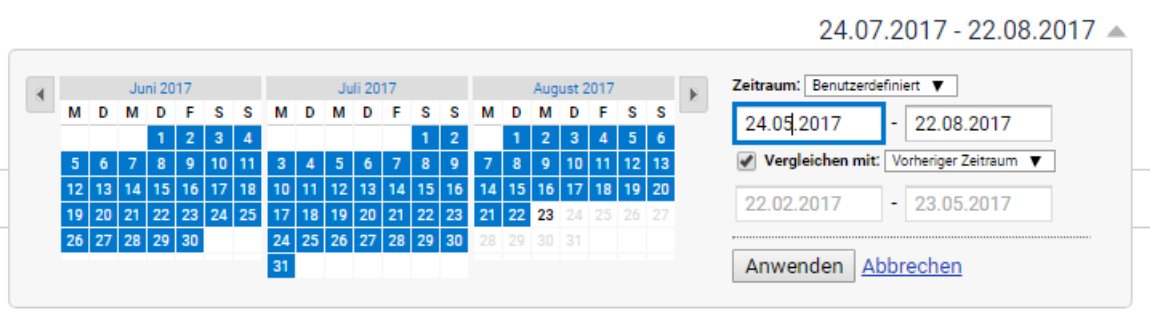 24.07.2017 - 22.08.2017
Juni 2017 Juli 2017 August 2017 Zeitraum: Benutzerdefiniert ▼
M D M D F S S M D M D F S S M D M D F S S
1 2 3 4 1 2 1 2 3 4 5 6 24.05.2017 - 22.08.2017
5 6 7 8 9 10 11 3 4 5 6 7 8 9 7 8 9 10 11 12 13 Vergleichen mit: Vorheriger Zeitraum ▼
12 13 14 15 16 17 18 10 11 12 13 14 15 16 14 15 16 17 18 19 20
19 20 21 22 23 24 25 17 18 19 20 21 22 23 21 22 23 24 25 26 27 22.02.2017 - 23.05.2017
26 27 28 29 30 24 25 26 27 28 29 30 28 29 30 31
31 Anwenden Abbrechen